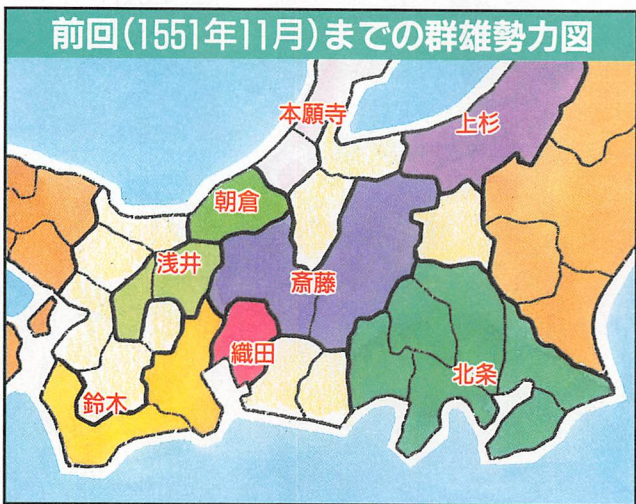 前回(1551年11月)までの群雄勢力図
本願寺
上杉
朝倉
浅井
斎藤
織田
北条
鈴木